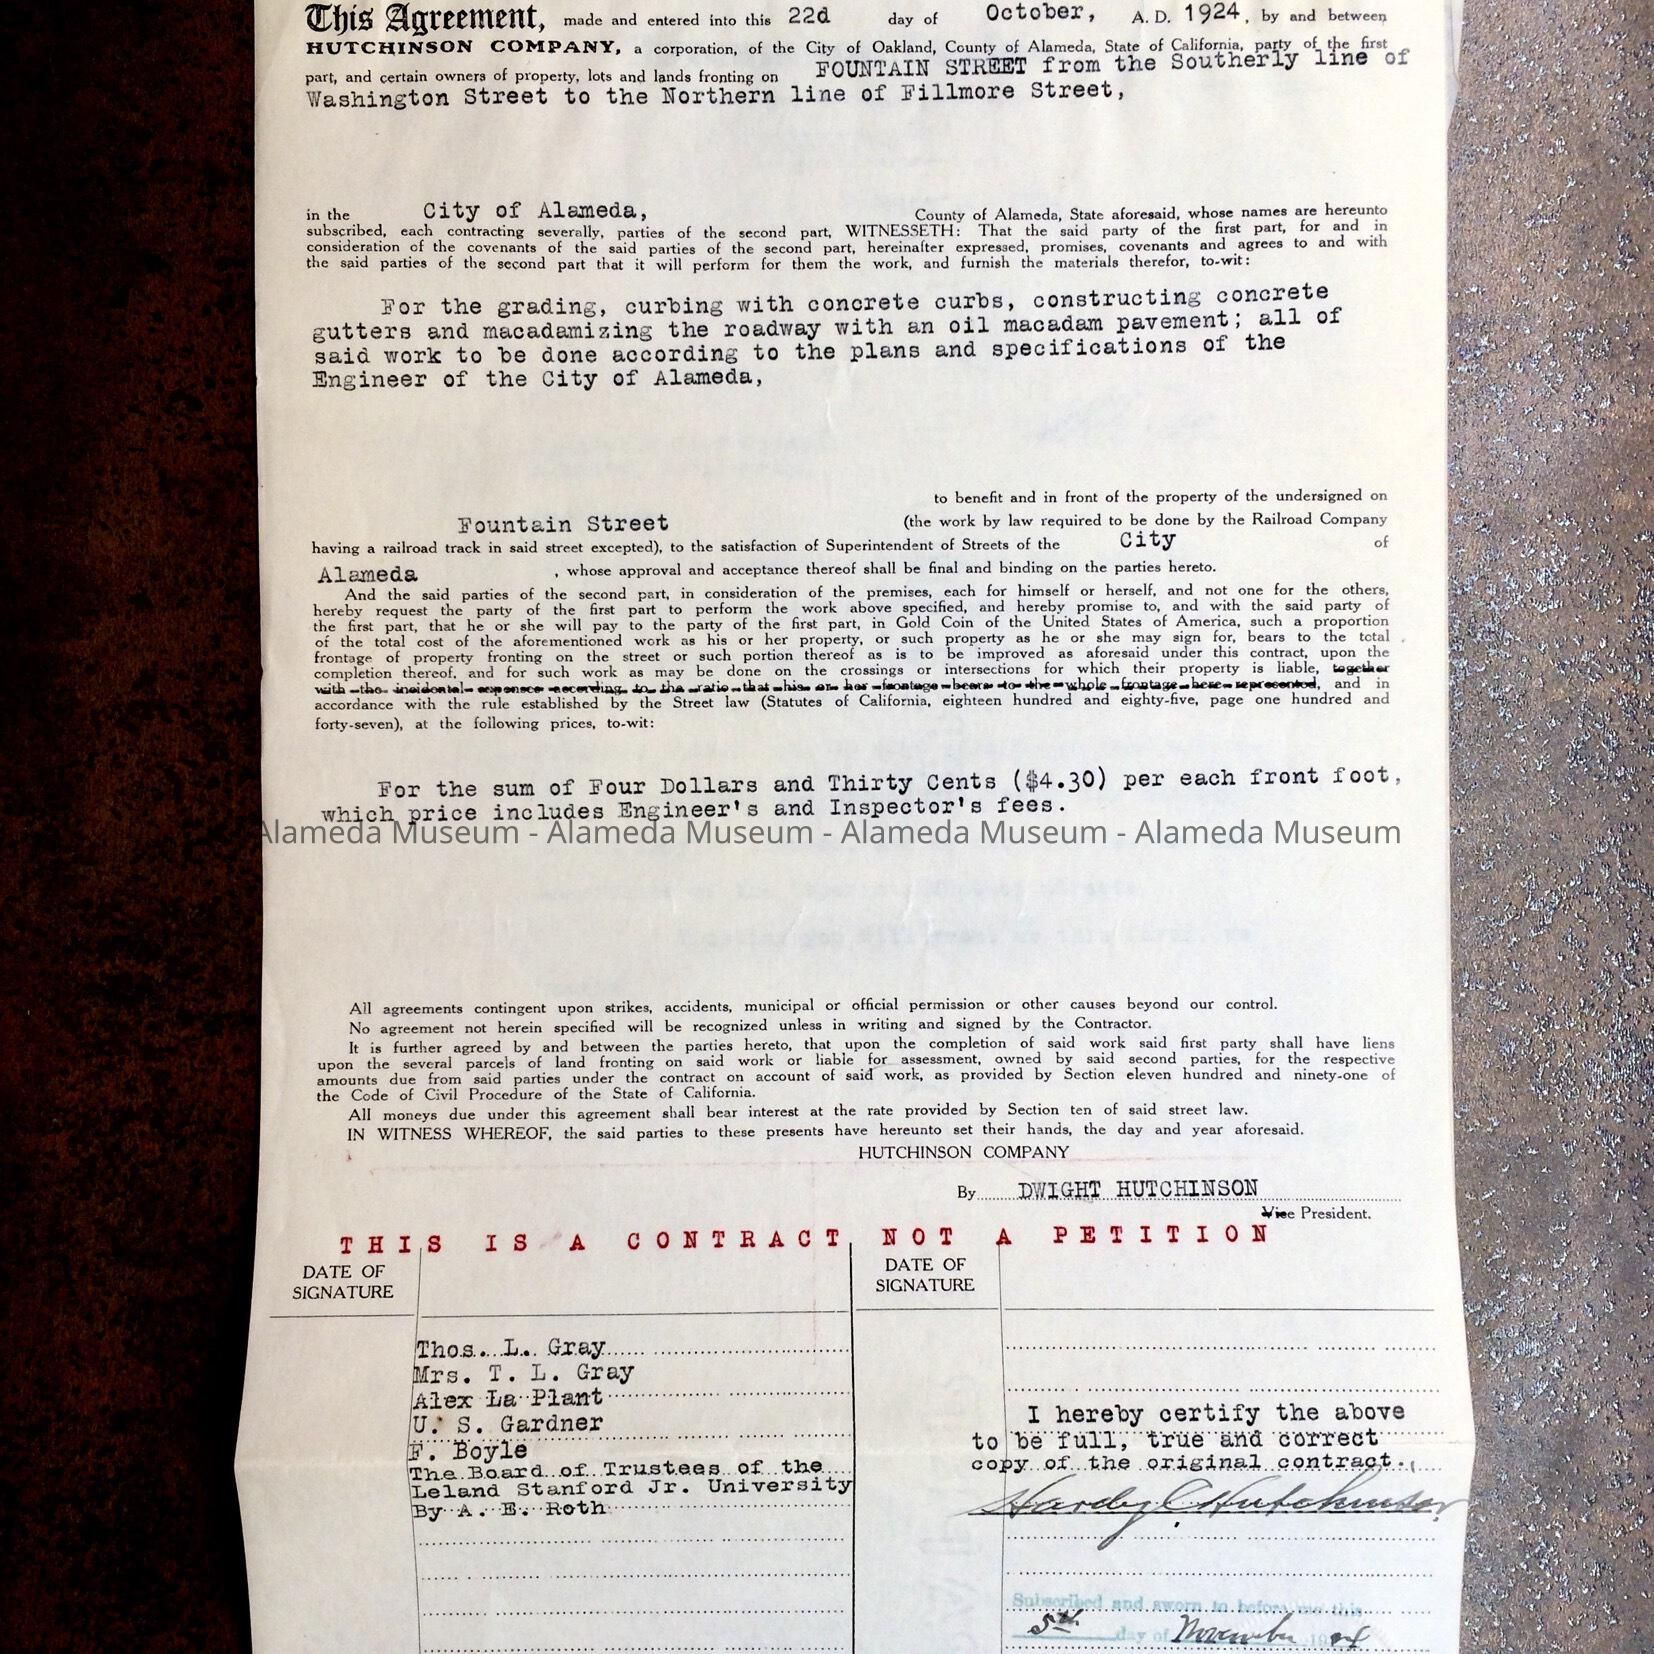 This Agreement, made and entered into this 22d day of October, A. D. 1924, by and between
HUTCHINSON COMPANY, a corporation, of the City of Oakland, County of Alameda, State of California, party of the first
part, and certain owners of property, lots and lands fronting on FOUNTAIN STREET from the Southerly line of
Washington Street to the Northern line of Fillmore Street,
in the City of Alameda, County of Alameda, State aforesaid, whose names are hereunto
subscribed, each contracting severally, parties of the second part, WITNESSETH: That the said party of the first part, for and in
consideration of the covenants of the said parties of the second part, hereinafter expressed, promises, covenants and agrees to and with
the said parties of the second part that it will perform for them the work, and furnish the materials therefor, to-wit:
For the grading, curbing with concrete curbs, constructing concrete
gutters and macadamizing the roadway with an oil macadam pavement; all of
said work to be done according to the plans and specifications of the
Engineer of the City of Alameda,
to benefit and in front of the property of the undersigned on
Fountain Street (the work by law required to be done by the Railroad Company
having a railroad track in said street excepted), to the satisfaction of Superintendent of Streets of the City of
Alameda , whose approval and acceptance thereof shall be final and binding on the parties hereto.
And the said parties of the second part, in consideration of the premises, each for himself or herself, and not one for the others,
hereby request the party of the first part to perform the work above specified, and hereby promise to, and with the said party of
the first part, that he or she will pay to the party of the first part, in Gold Coin of the United States of America, such a proportion
of the total cost of the aforementioned work as his or her property, or such property as he or she may sign for, bears to the total
frontage of property fronting on the street or such portion thereof as is to be improved as aforesaid under this contract, upon the
completion thereof, and for such work as may be done on the crossings or intersections for which their property is liable, together
with the incidental expenses according to the ratio that his or her frontage bears to the whole frontage here represented, and in
accordance with the rule established by the Street law (Statutes of California, eighteen hundred and eighty-five, page one hundred and
forty-seven), at the following prices, to-wit:
For the sum of Four Dollars and Thirty Cents ($4.30) per each front foot,
which price includes Engineer's and Inspector's fees.
Alameda Museum - Alameda Museum - Alameda Museum - Alameda Museum
All agreements contingent upon strikes, accidents, municipal or official permission or other causes beyond our control.
No agreement not herein specified will be recognized unless in writing and signed by the Contractor.
It is further agreed by and between the parties hereto, that upon the completion of said work said first party shall have liens
upon the several parcels of land fronting on said work or liable for assessment, owned by said second parties, for the respective
amounts due from said parties under the contract on account of said work, as provided by Section eleven hundred and ninety-one of
the Code of Civil Procedure of the State of California.
All moneys due under this agreement shall bear interest at the rate provided by Section ten of said street law.
IN WITNESS WHEREOF, the said parties to these presents have hereunto set their hands, the day and year aforesaid.
HUTCHINSON COMPANY
By DWIGHT HUTCHINSON
Vice President.
THIS IS A CONTRACT NOT A PETITION
DATE OF
SIGNATURE
DATE OF
SIGNATURE
Thos. L. Gray
Mrs. T. L. Gray
Alex La Plant
U. S. Gardner
F. Boyle
The Board of Trustees of the
Leland Stanford Jr. University
By A. E. Roth
I hereby certify the above
to be full, true and correct
copy of the original contract.
Hardy C Hutchinson
Subscribed and sworn to before me this
5th day of November 1924